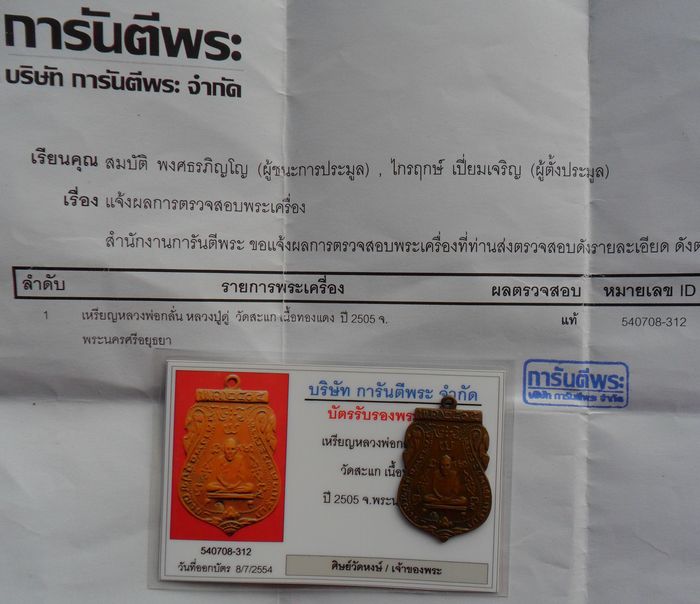 การันตีพระ
บริษัท การันตีพระ จำกัด
เรียนคุณ สมบัติ พงศธรภิญโญ (ผู้ชนะการประมูล) , ไกรฤกษ์ เปี่ยมเจริญ (ผู้ตั้งประมูล)
เรื่อง แจ้งผลการตรวจสอบพระเครื่อง
สำนักงานการันตีพระ ขอแจ้งผลการตรวจสอบพระเครื่องที่ท่านส่งตรวจสอบดังรายละเอียด
ลำดับ รายการพระเครื่อง ผลตรวจสอบ หมายเลข ID
1 เหรียญหลวงพ่อกลั่น หลวงปู่ดู่ วัดสะแก เนื้อทองแดง ปี 2505 จ. แท้ 540708-312
พระนครศรีอยุธยา
การันตีพระ
บริษัท การันตีพระ จำกัด
บริษัท การันตีพระ จำกัด
บัตรรับรองพระ
เหรียญหลวงพ่อก
วัดสะแก เนื้อ
ปี 2505 จ.พระน
540708-312
วันที่ออกบัตร 8/7/2554
ศิษย์วัดหงษ์ / เจ้าของพระ